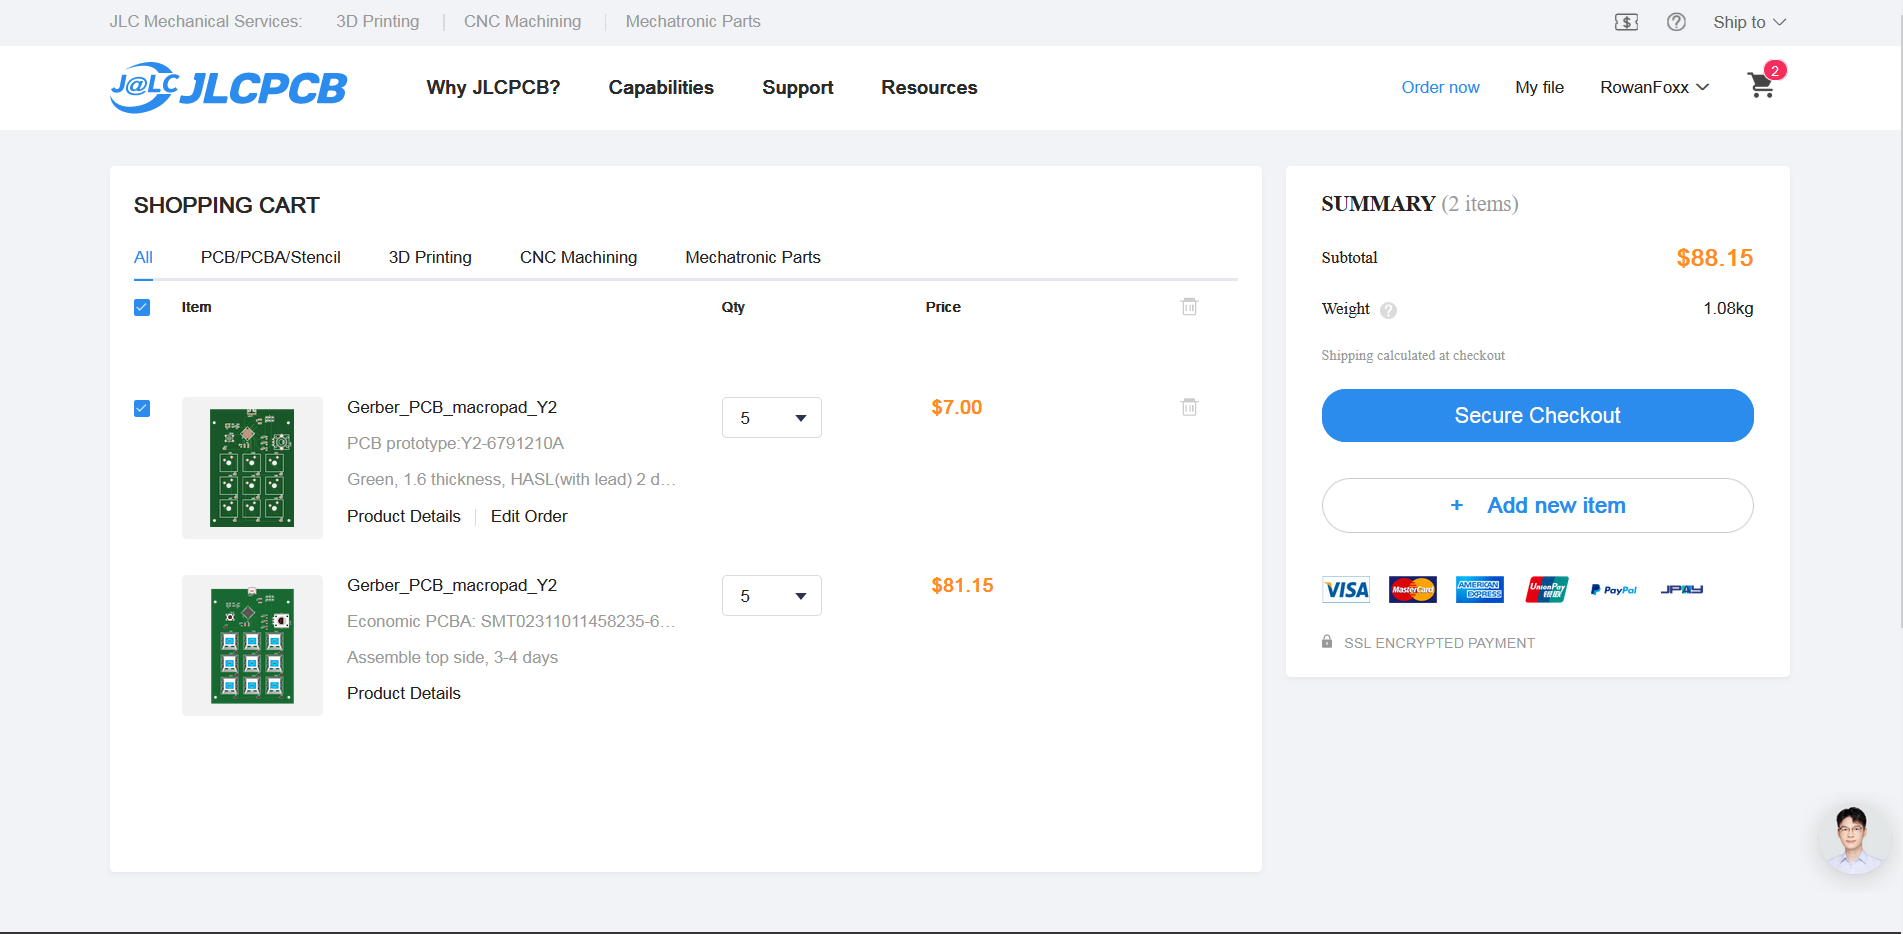 JLC Mechanical Services: 3D Printing CNC Machining Mechatronic Parts $ ? Ship to
J@LC JLCPCB Why JLCPCB? Capabilities Support Resources Order now My file RowanFoxx 2
SHOPPING CART
All PCB/PCBA/Stencil 3D Printing CNC Machining Mechatronic Parts
Item Qty Price
Gerber_PCB_macropad_Y2 5 $7.00
PCB prototype:Y2-6791210A
Green, 1.6 thickness, HASL(with lead) 2 d...
Product Details Edit Order
Gerber_PCB_macropad_Y2 5 $81.15
Economic PCBA: SMT02311011458235-6...
Assemble top side, 3-4 days
Product Details
SUMMARY (2 items)
Subtotal $88.15
Weight ? 1.08kg
Shipping calculated at checkout
Secure Checkout
+ Add new item
VISA MasterCard AMERICAN EXPRESS UnionPay 银联 PayPal JPAY
SSL ENCRYPTED PAYMENT